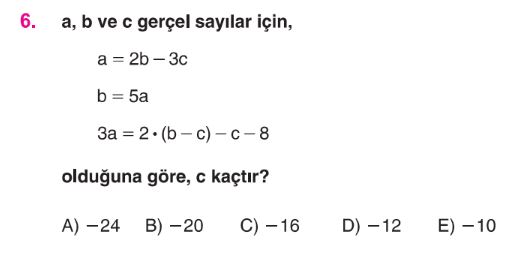 6. a, b ve c gerçel sayılar için,
a = 2b – 3c
b = 5a
3a = 2 • (b – c) – c – 8
olduğuna göre, c kaçtır?
A) –24 B) –20 C) –16 D) –12 E) –10